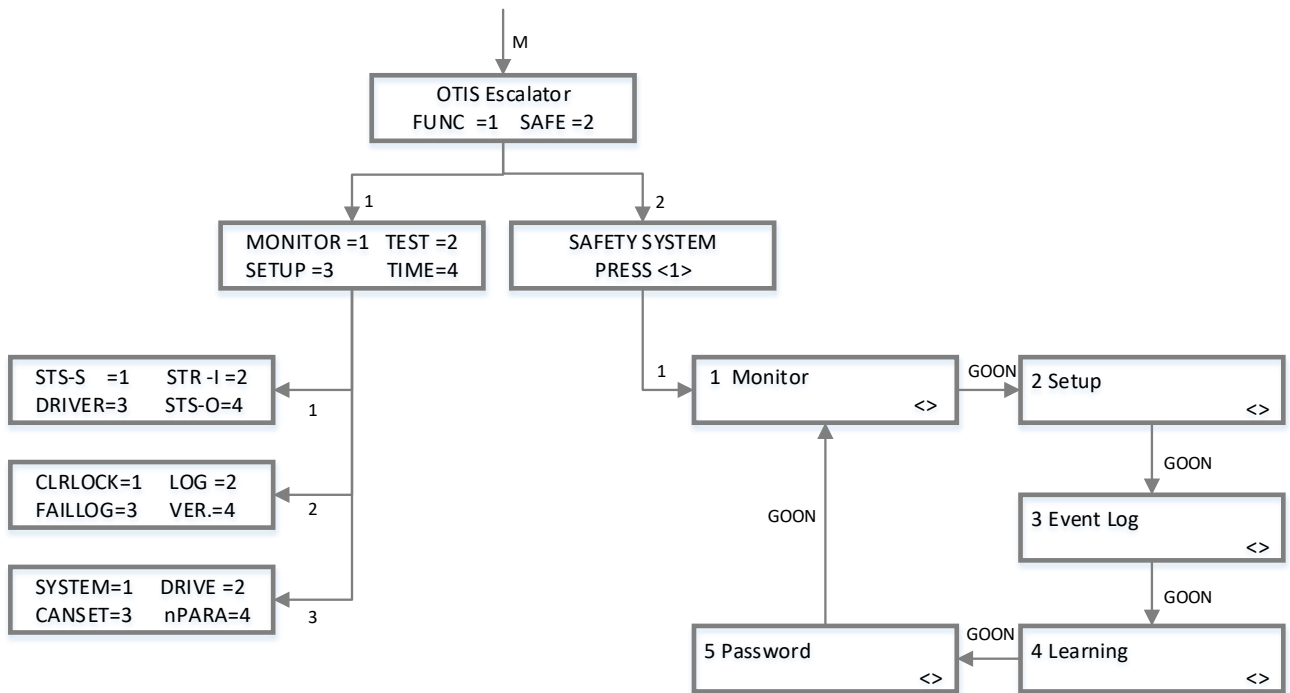 M
OTIS Escalator
FUNC =1 SAFE =2
1
2
MONITOR =1 TEST =2
SETUP =3 TIME=4
SAFETY SYSTEM
PRESS <1>
STS-S =1 STR -I =2
DRIVER=3 STS-O=4
1
CLRLOCK=1 LOG =2
FAILLOG=3 VER.=4
2
SYSTEM=1 DRIVE =2
CANSET=3 nPARA=4
3
1
1 Monitor
<>
GOON
2 Setup
<>
GOON
3 Event Log
<>
GOON
4 Learning
<>
GOON
5 Password
<>
GOON